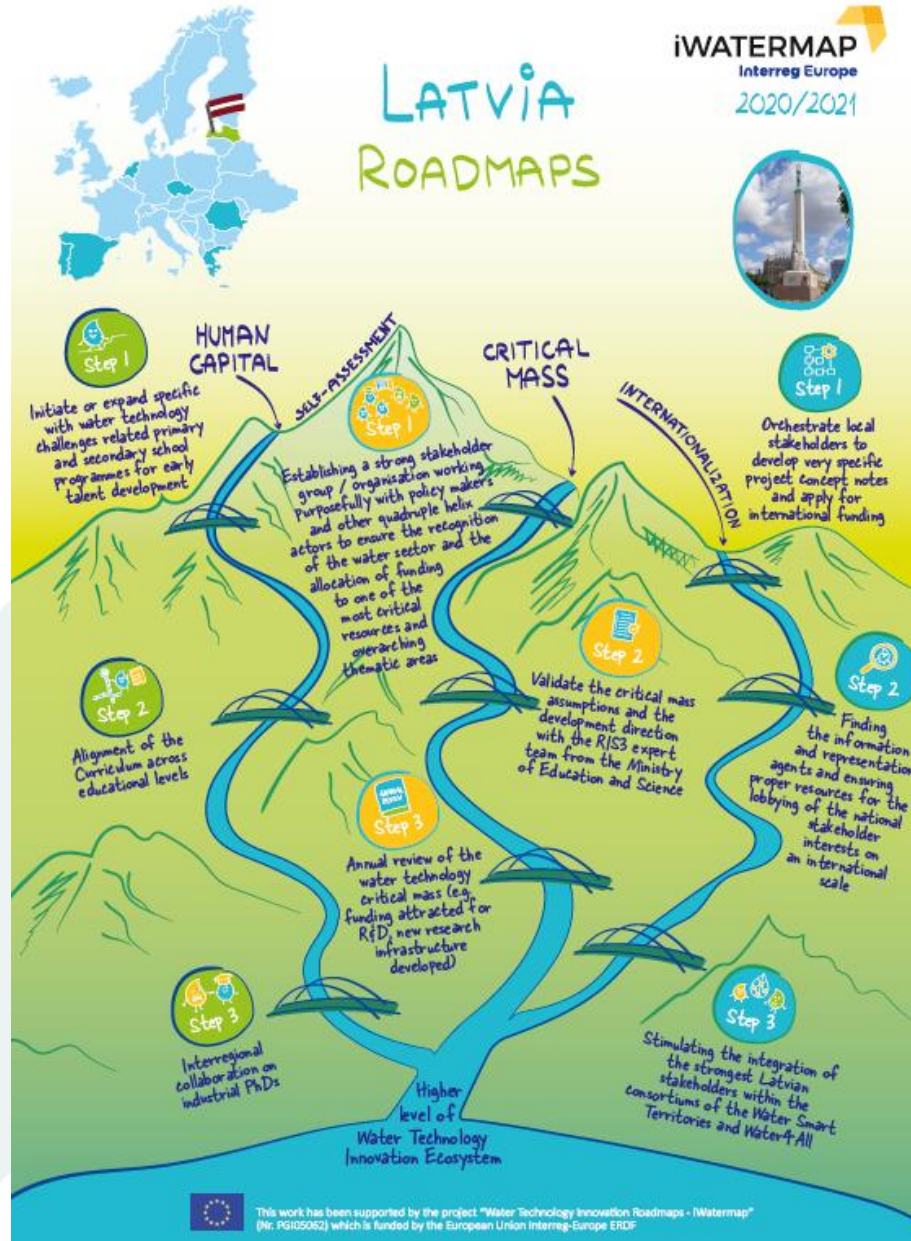 iWATERMAP
Interreg Europe
2020/2021
LATVIA
ROADMAPS
HUMAN
CAPITAL
SELF-ASSESSMENT
CRITICAL
MASS
INTERNATIONALIZATION
Step 1
Initiate or expand specific
with water technology
challenges related primary
and secondary school
programmes for early
talent development
Step 1
Establishing a strong stakeholder
group / organisation working
purposefully with policy makers
and other quadruple helix
actors to ensure the recognition
of the water sector and the
allocation of funding
to one of the
most critical
resources and
overarching
thematic areas
Step 1
Orchestrate local
stakeholders to
develop very specific
project concept notes
and apply for
international funding
Step 2
Alignment of the
Curriculum across
educational levels
Step 2
Validate the critical mass
assumptions and the
development direction
with the RIS3 expert
team from the Ministry
of Education and Science
Step 2
Finding
the information
and representation
agents and ensuring
proper resources for the
lobbying of the national
stakeholder
interests on
an international
scale
ANNUAL
REVIEW
Step 3
Annual review of the
water technology
critical mass (e.g.
funding attracted for
R&D, new research
infrastructure
developed)
Step 3
Interregional
collaboration on
industrial PhDs
Step 3
Stimulating the integration of
the strongest Latvian
stakeholders within the
consortiums of the Water Smart
Territories and Water4All
Higher
level of
Water Technology
Innovation Ecosystem
This work has been supported by the project "Water Technology Innovation Roadmaps - iWatermap"
(Nr. PGI05062) which is funded by the European Union Interreg-Europe ERDF